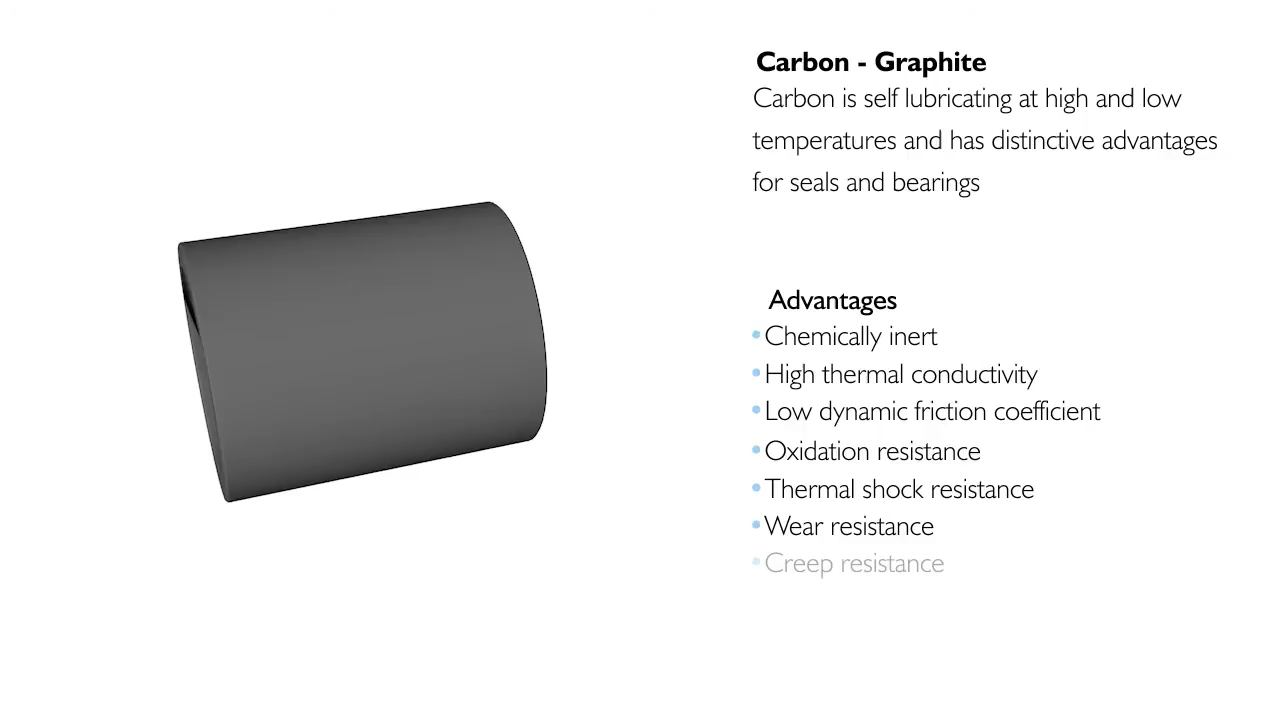 Carbon - Graphite
Carbon is self lubricating at high and low
temperatures and has distinctive advantages
for seals and bearings
Advantages
•Chemically inert
•High thermal conductivity
•Low dynamic friction coefficient
•Oxidation resistance
•Thermal shock resistance
•Wear resistance
•Creep resistance